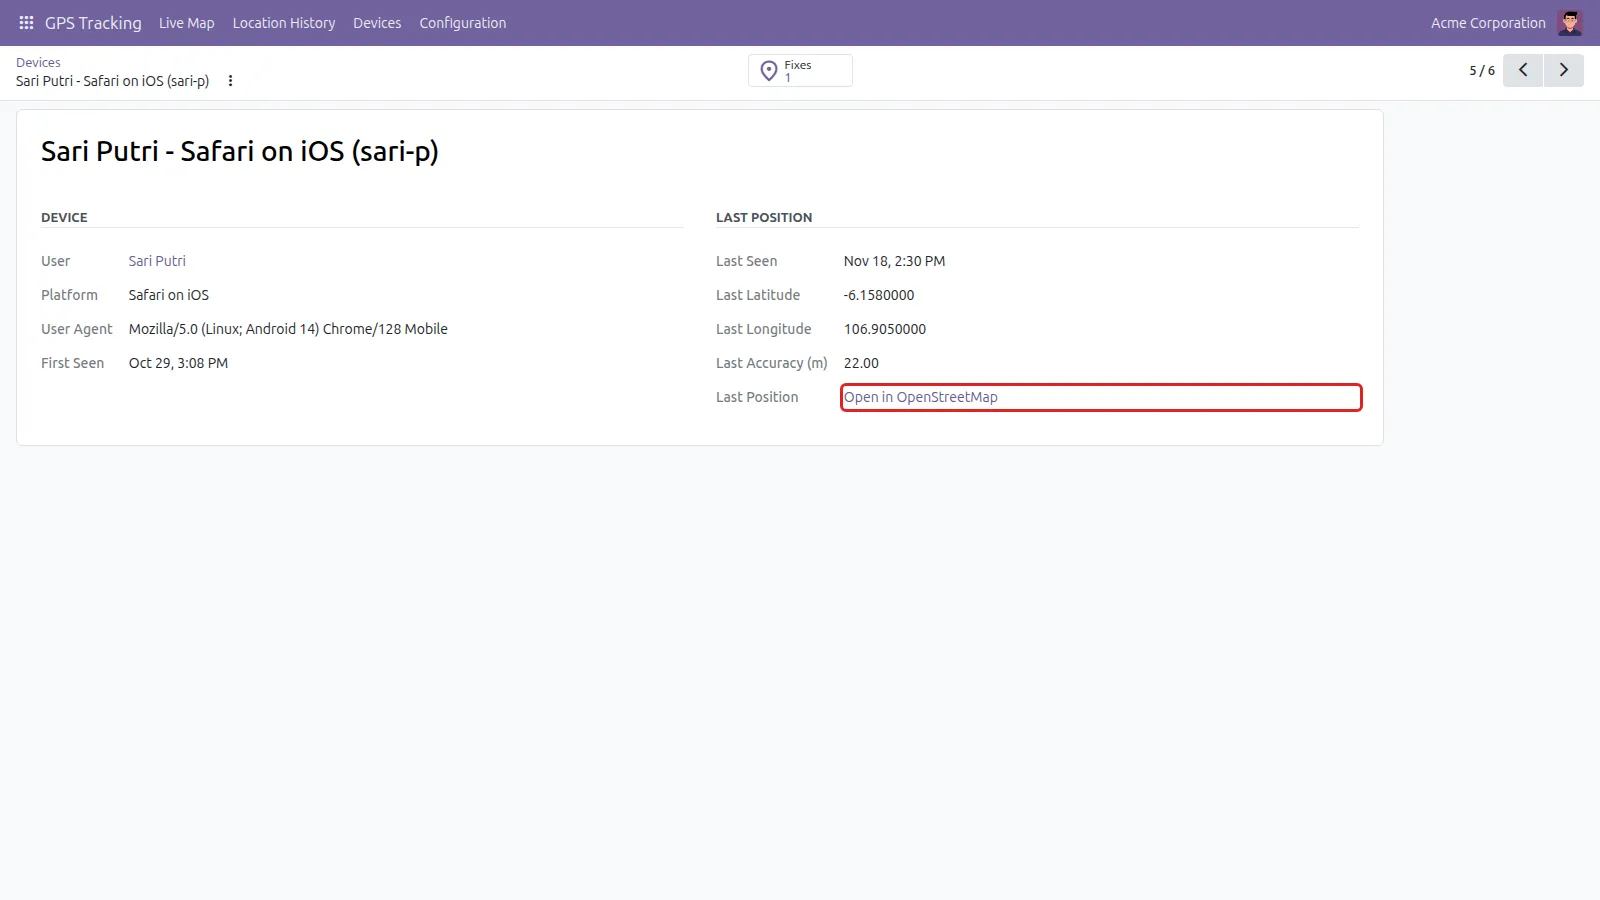 GPS Tracking Live Map Location History Devices Configuration Acme Corporation
Devices
Sari Putri - Safari on iOS (sari-p)
Fixes
1
5 / 6
Sari Putri - Safari on iOS (sari-p)
DEVICE
User Sari Putri
Platform Safari on iOS
User Agent Mozilla/5.0 (Linux; Android 14) Chrome/128 Mobile
First Seen Oct 29, 3:08 PM
LAST POSITION
Last Seen Nov 18, 2:30 PM
Last Latitude -6.1580000
Last Longitude 106.9050000
Last Accuracy (m) 22.00
Last Position Open in OpenStreetMap